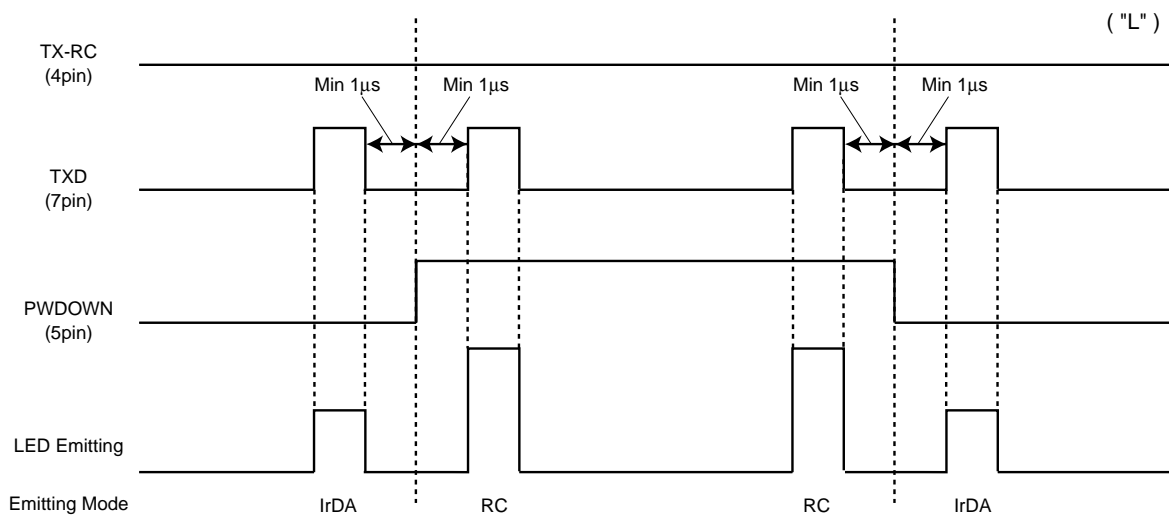 ( "L" )
TX-RC
(4pin)
Min 1μs
Min 1μs
Min 1μs
Min 1μs
TXD
(7pin)
PWDOWN
(5pin)
LED Emitting
Emitting Mode
IrDA
RC
RC
IrDA